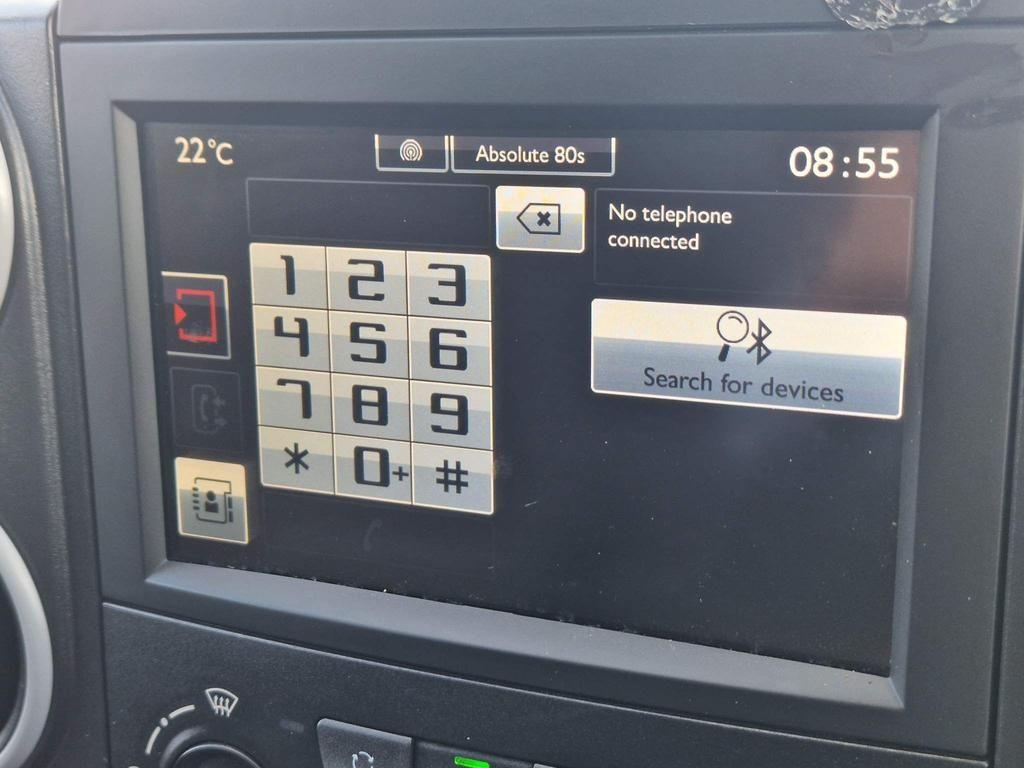 22°C
Absolute 80s
08:55
No telephone
connected
1 2 3
4 5 6
7 8 9
* 0+ #
Search for devices